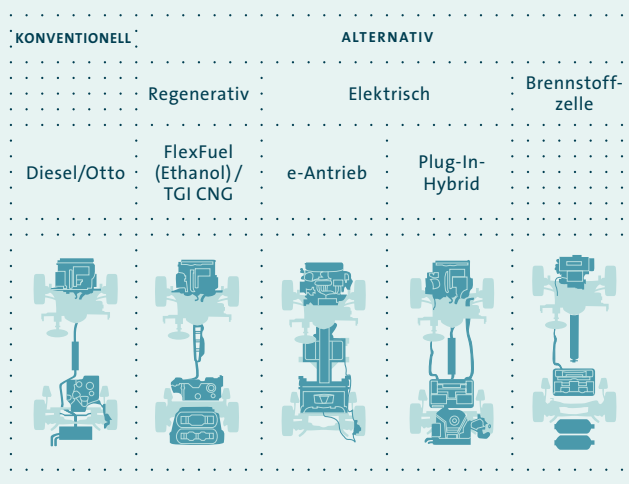 KONVENTIONELL
ALTERNATIV
Regenerativ
Elektrisch
Brennstoff-
zelle
Diesel/Otto
FlexFuel
(Ethanol) /
TGI CNG
e-Antrieb
Plug-In-
Hybrid